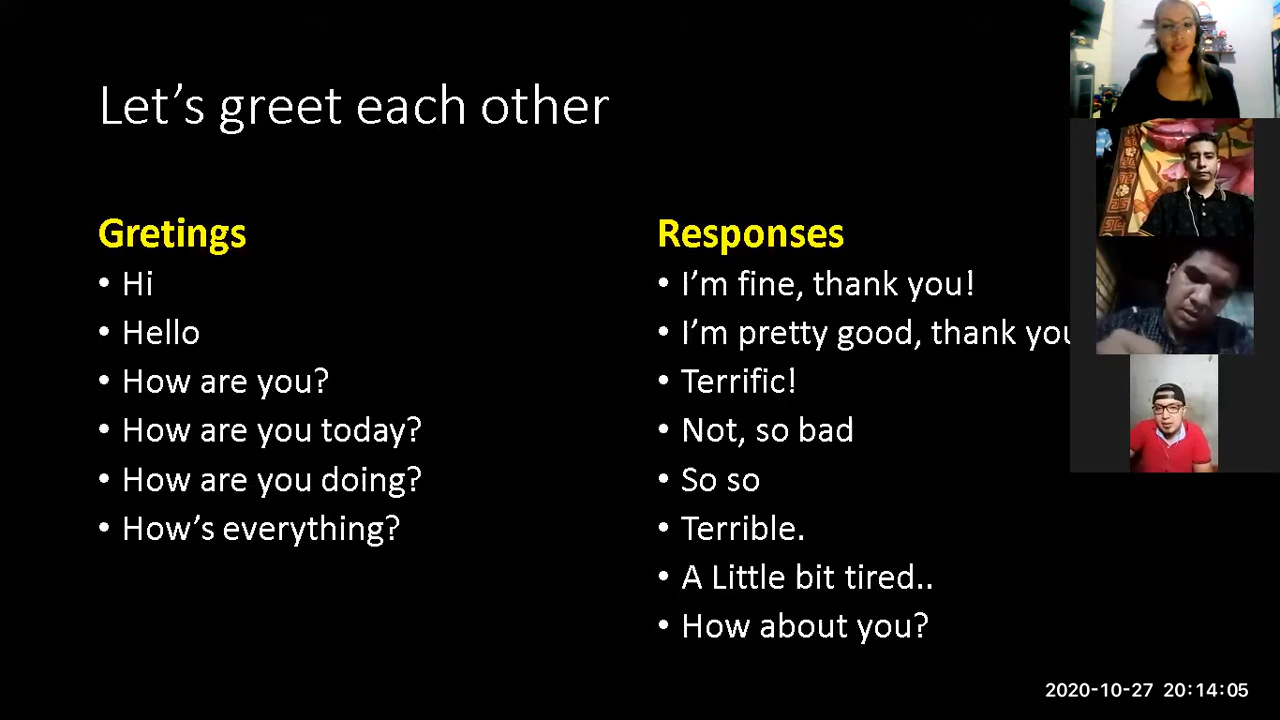 Let’s greet each other
Gretings
• Hi
• Hello
• How are you?
• How are you today?
• How are you doing?
• How’s everything?
Responses
• I’m fine, thank you!
• I’m pretty good, thank you
• Terrific!
• Not, so bad
• So so
• Terrible.
• A Little bit tired..
• How about you?
2020-10-27 20:14:05